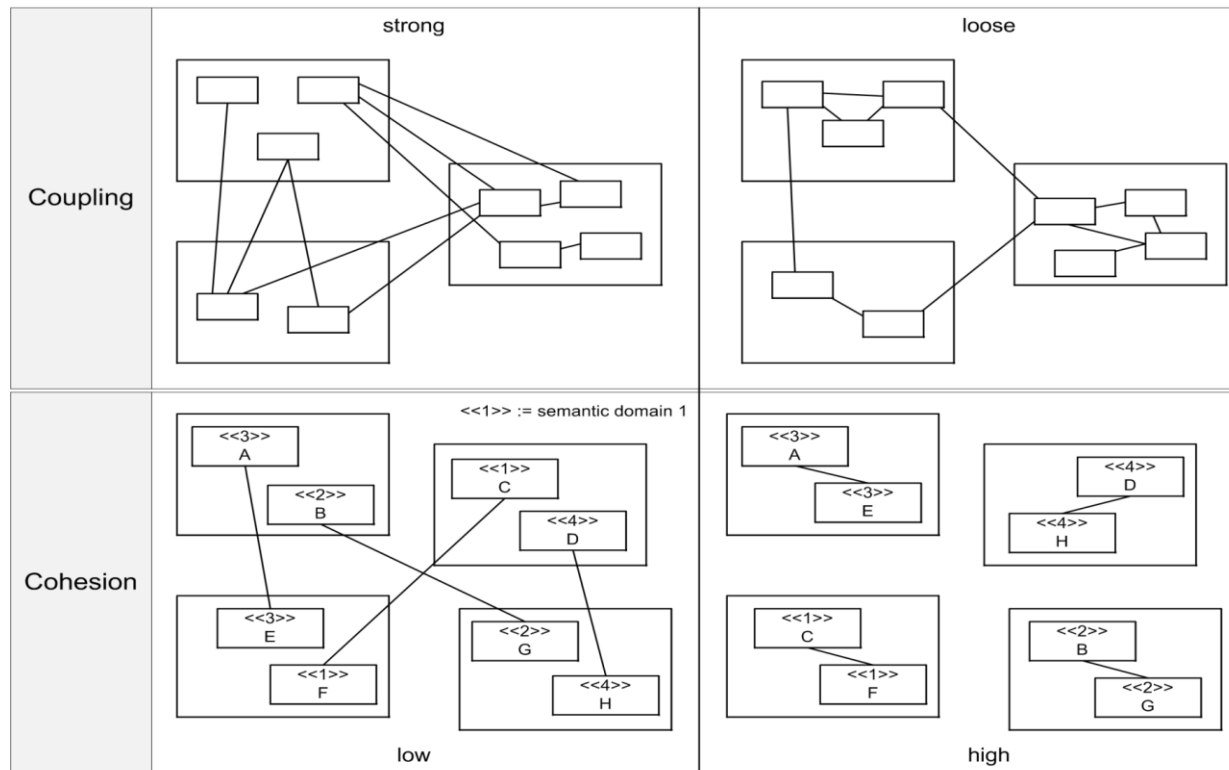 strong
loose
Coupling
<<1>> := semantic domain 1
<<3>>
A
<<2>>
B
<<1>>
C
<<4>>
D
<<3>>
E
<<1>>
F
<<2>>
G
<<4>>
H
<<3>>
A
<<3>>
E
<<4>>
D
<<4>>
H
<<1>>
C
<<1>>
F
<<2>>
B
<<2>>
G
Cohesion
low
high